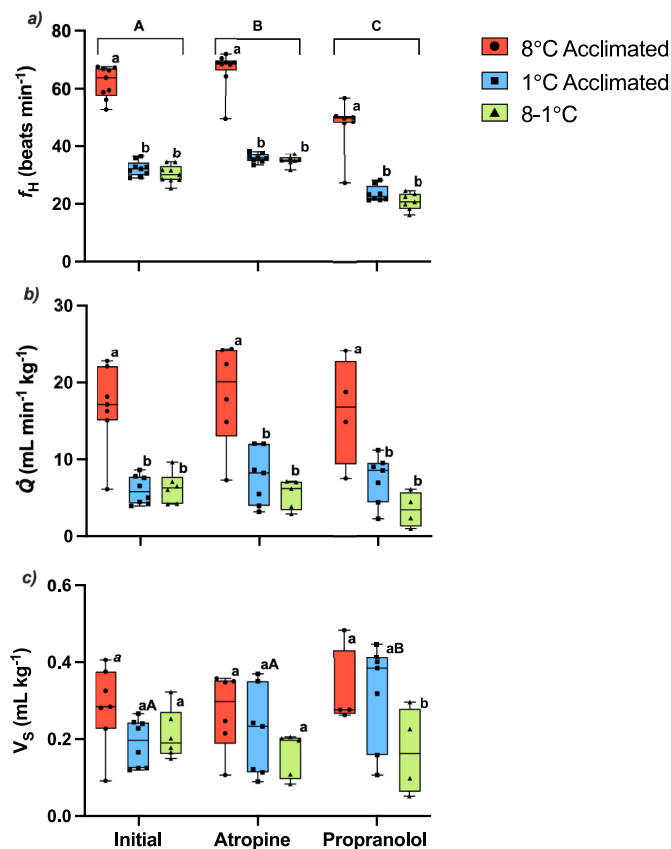 a)
A B C
80
60
40
20
0
f_H (beats min⁻¹)
a b b a b b a b b
8°C Acclimated
1°C Acclimated
8-1°C
b)
30
20
10
0
Q̇ (mL min⁻¹ kg⁻¹)
a b b a b b a b b
c)
0.6
0.4
0.2
0.0
V_S (mL kg⁻¹)
a aA a a aA a a aB b
Initial Atropine Propranolol